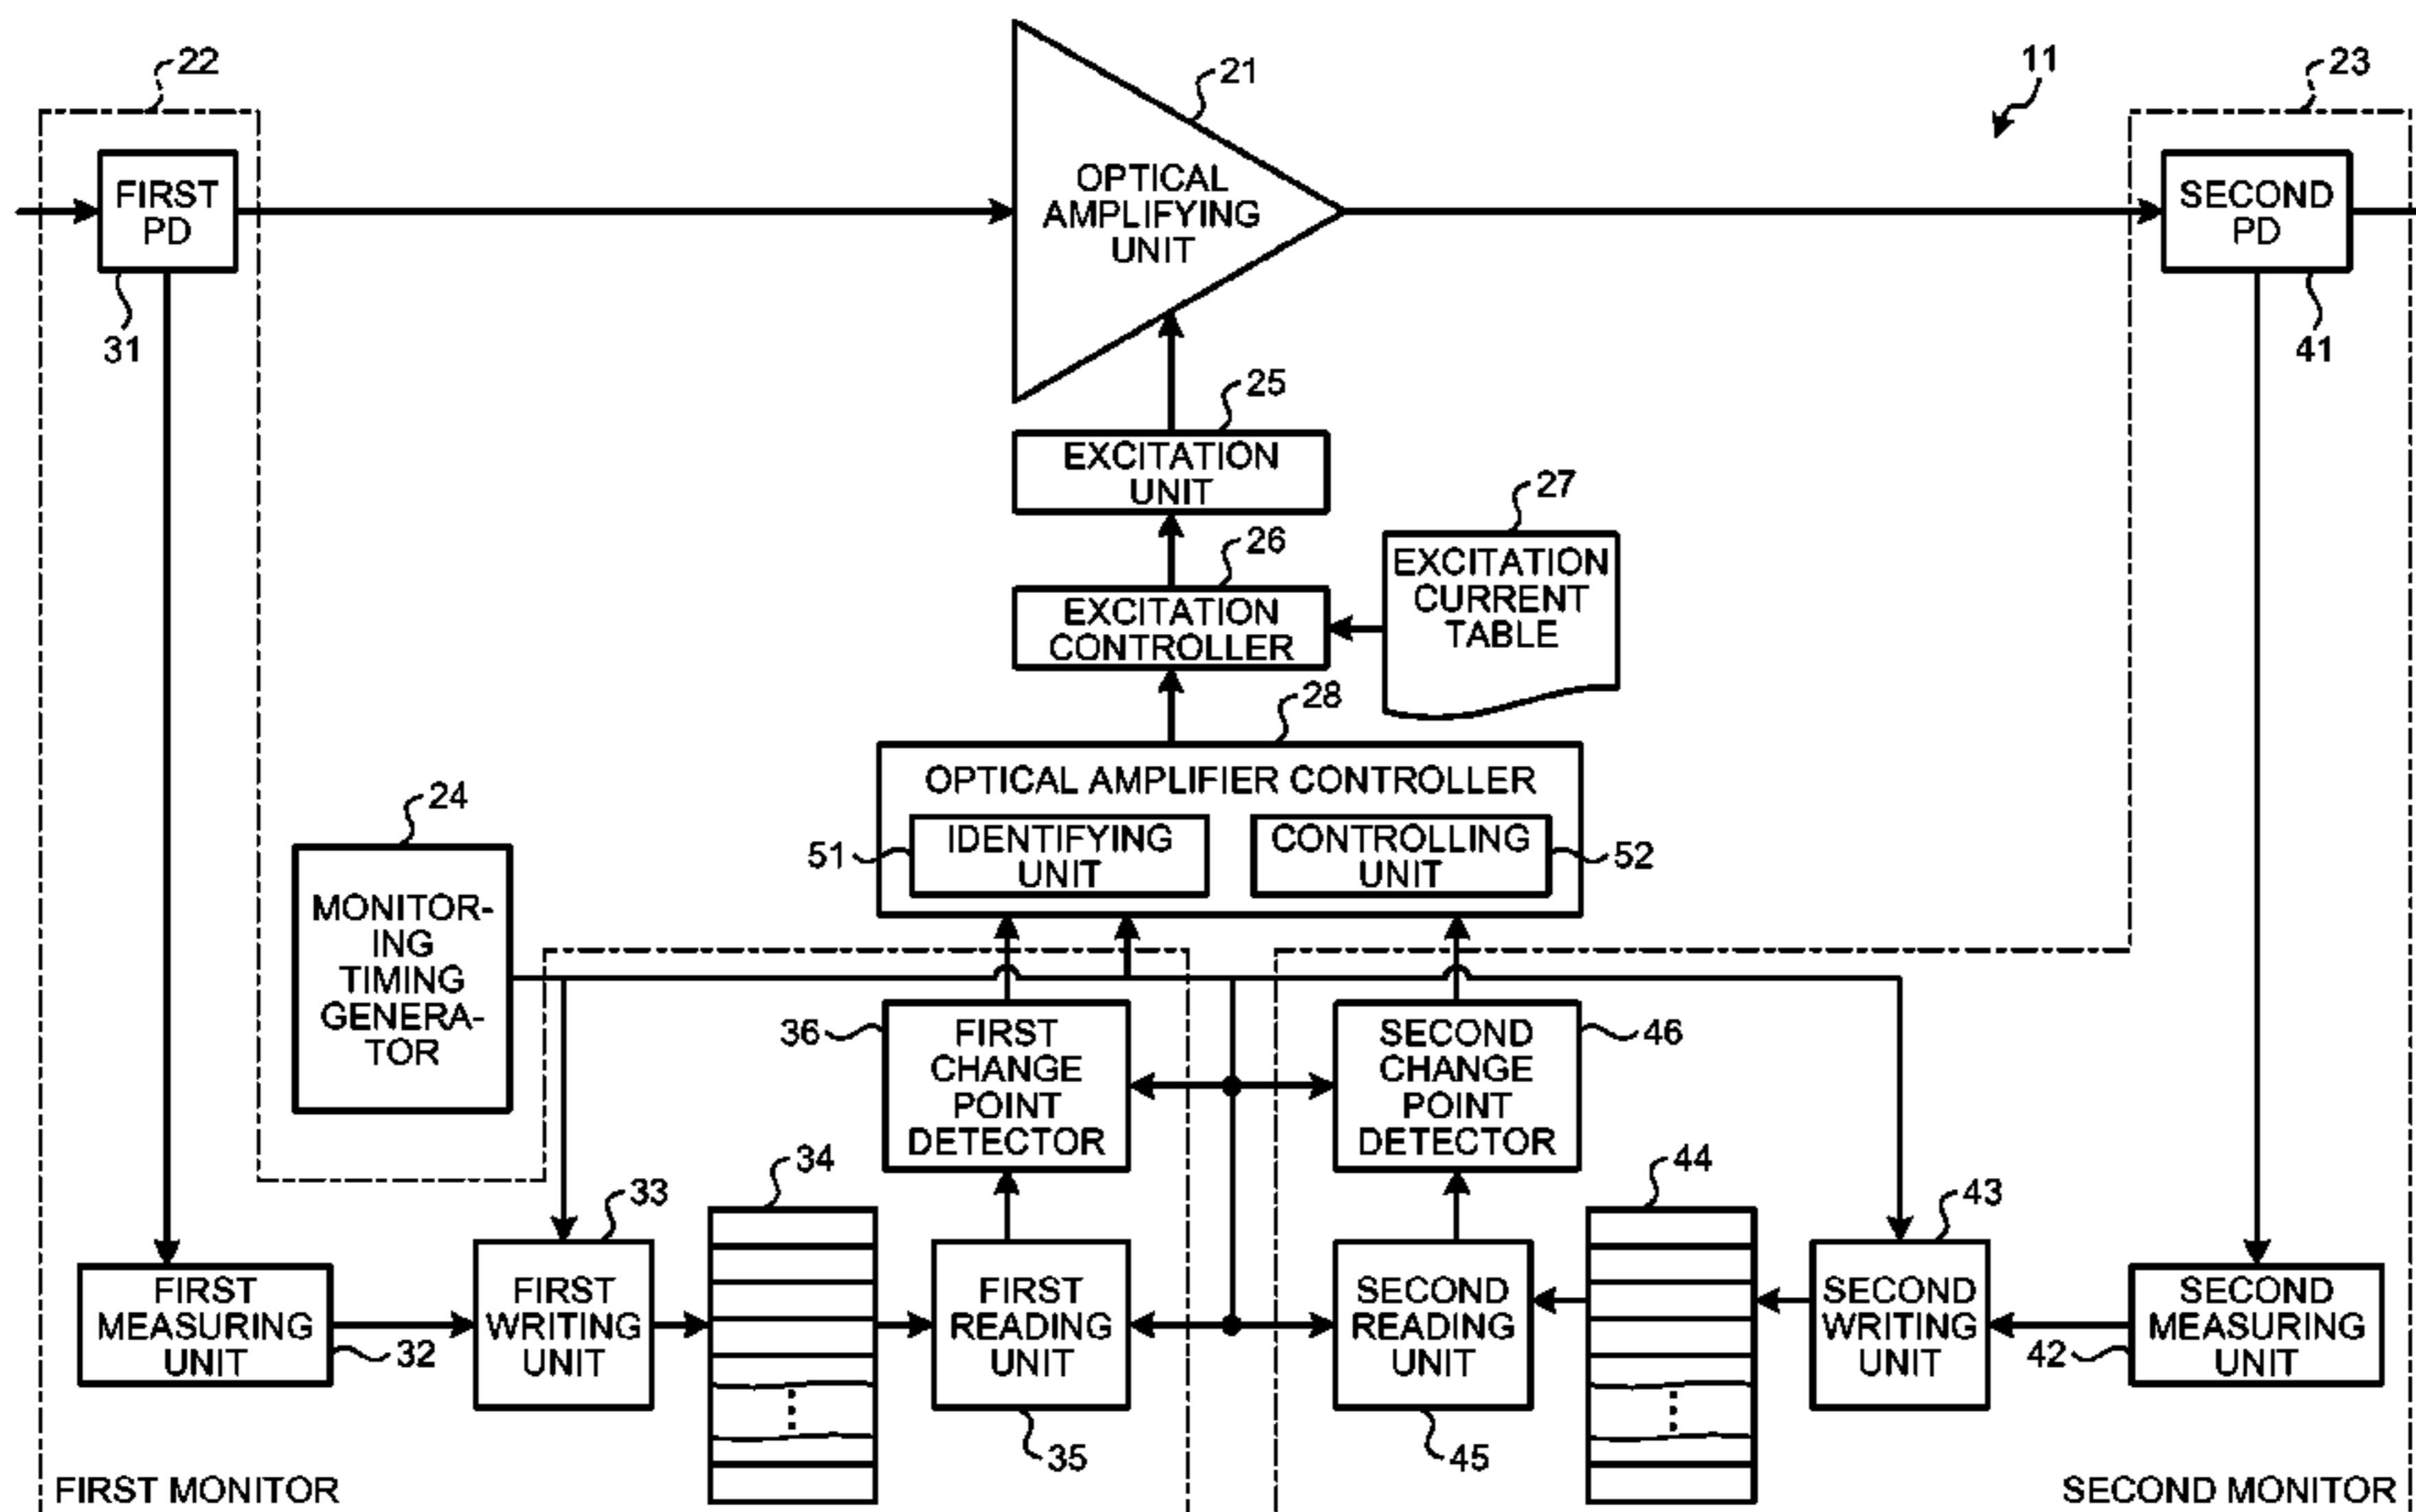 22
21
11
23
FIRST
PD
OPTICAL
AMPLIFYING
UNIT
SECOND
PD
31
41
25
EXCITATION
UNIT
27
26
EXCITATION
CURRENT
TABLE
EXCITATION
CONTROLLER
28
OPTICAL AMPLIFIER CONTROLLER
24
51
IDENTIFYING
UNIT
CONTROLLING
UNIT
52
MONITOR-
ING
TIMING
GENERA-
TOR
36
FIRST
CHANGE
POINT
DETECTOR
SECOND
CHANGE
POINT
DETECTOR
46
34
44
33
43
FIRST
MEASURING
UNIT
32
FIRST
WRITING
UNIT
FIRST
READING
UNIT
SECOND
READING
UNIT
SECOND
WRITING
UNIT
42
SECOND
MEASURING
UNIT
35
45
FIRST MONITOR
SECOND MONITOR